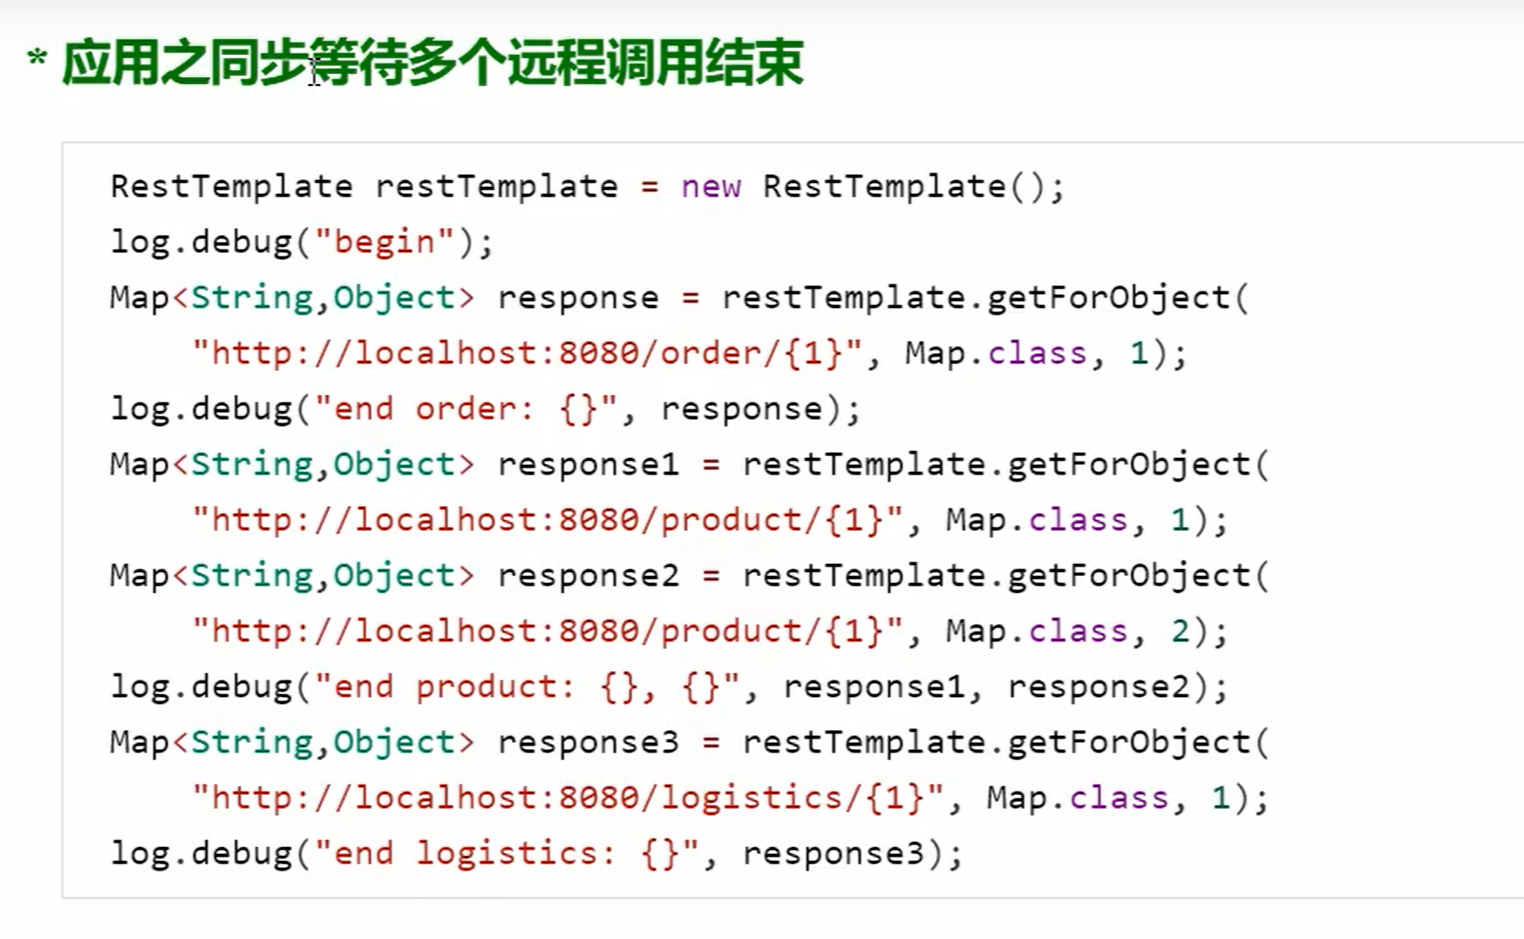 * 应用之同步等待多个远程调用结束
RestTemplate restTemplate = new RestTemplate();
log.debug("begin");
Map<String,Object> response = restTemplate.getForObject(
"http://localhost:8080/order/{1}", Map.class, 1);
log.debug("end order: {}", response);
Map<String,Object> response1 = restTemplate.getForObject(
"http://localhost:8080/product/{1}", Map.class, 1);
Map<String,Object> response2 = restTemplate.getForObject(
"http://localhost:8080/product/{1}", Map.class, 2);
log.debug("end product: {}, {}", response1, response2);
Map<String,Object> response3 = restTemplate.getForObject(
"http://localhost:8080/logistics/{1}", Map.class, 1);
log.debug("end logistics: {}", response3);